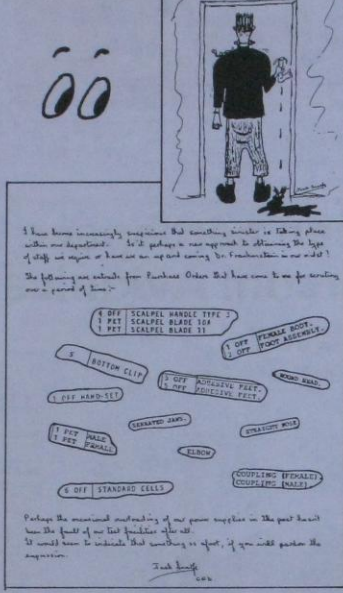 I have become increasingly suspicious that something sinister is taking place
within our department. Is it perhaps a new approach to obtaining the type
of staff we require or have we an up and coming Dr. Frankenstein in our midst?
The following are extracts from Purchase Orders that have come to me for
over a period of time:-
4 OFF SCALPEL HANDLE TYPE 3
1 PKT SCALPEL BLADE 10A
1 PKT SCALPEL BLADE 11
1 OFF FEMALE BOOT.
1 OFF FOOT ASSEMBLY.
5 BOTTOM CLIP
1 OFF ADHESIVE FEET.
1 OFF ADHESIVE FEET.
ROUND HEAD.
1 OFF HAND-SET
SERRATED JAWS.
STRAIGHT NOSE
1 PKT MALE
1 PKT FEMALE
ELBOW
COUPLING (FEMALE).
COUPLING (MALE).
6 OFF STANDARD CELLS
Perhaps the occasional overloading of our power supplies in the past hasn't
been the fault of our test facilities after all.
It would seem to indicate that something is afoot, if you will pardon the
expression.
Jack